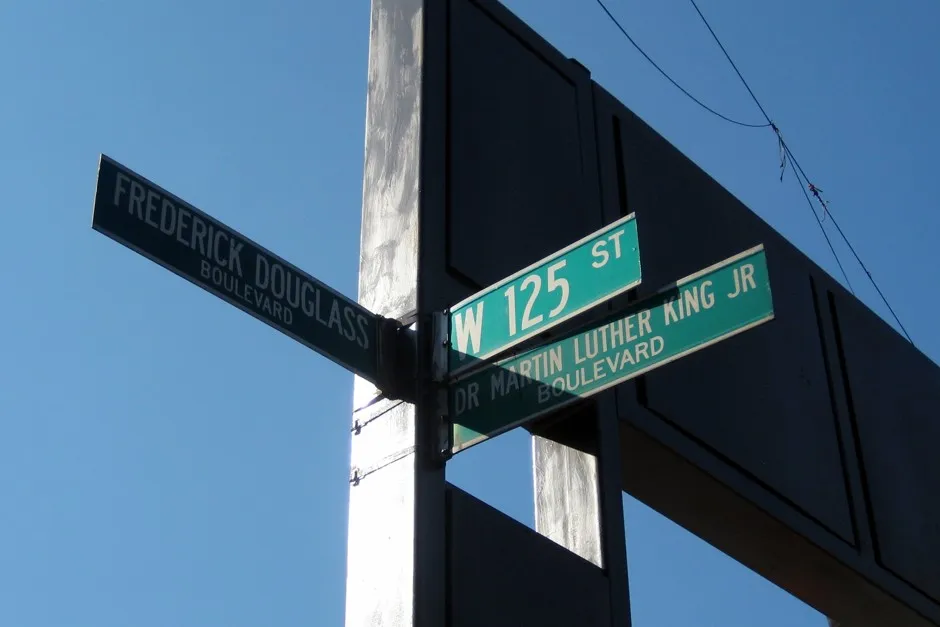 FREDERICK DOUGLASS
BOULEVARD
W 125 ST
DR MARTIN LUTHER KING JR
BOULEVARD